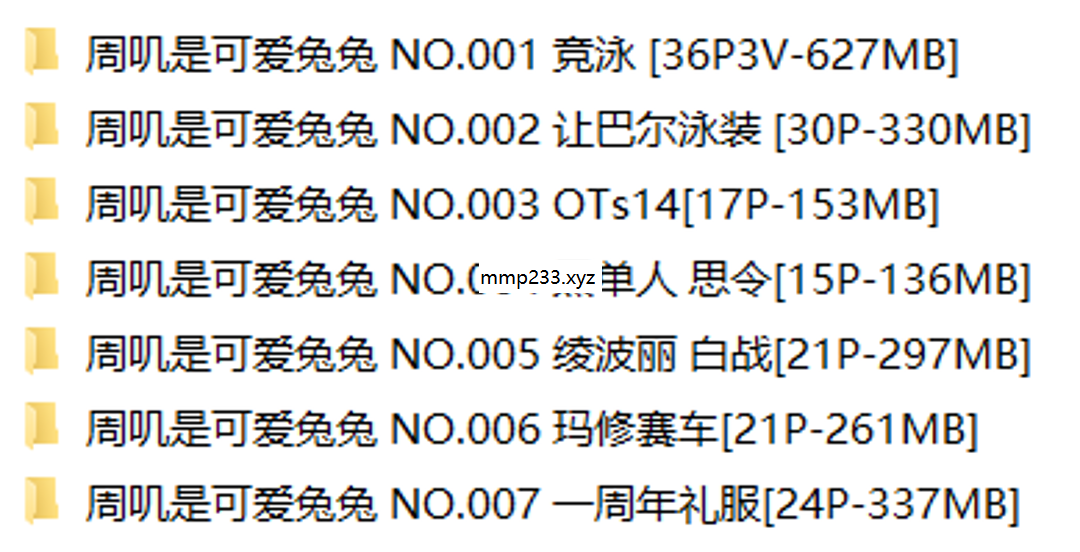 周叽是可爱兔兔 NO.001 竞泳 [36P3V-627MB]
周叽是可爱兔兔 NO.002 让巴尔泳装 [30P-330MB]
周叽是可爱兔兔 NO.003 OTs14[17P-153MB]
周叽是可爱兔兔 NO. mmp233.xyz 单人 思令[15P-136MB]
周叽是可爱兔兔 NO.005 绫波丽 白战[21P-297MB]
周叽是可爱兔兔 NO.006 玛修赛车[21P-261MB]
周叽是可爱兔兔 NO.007 一周年礼服[24P-337MB]